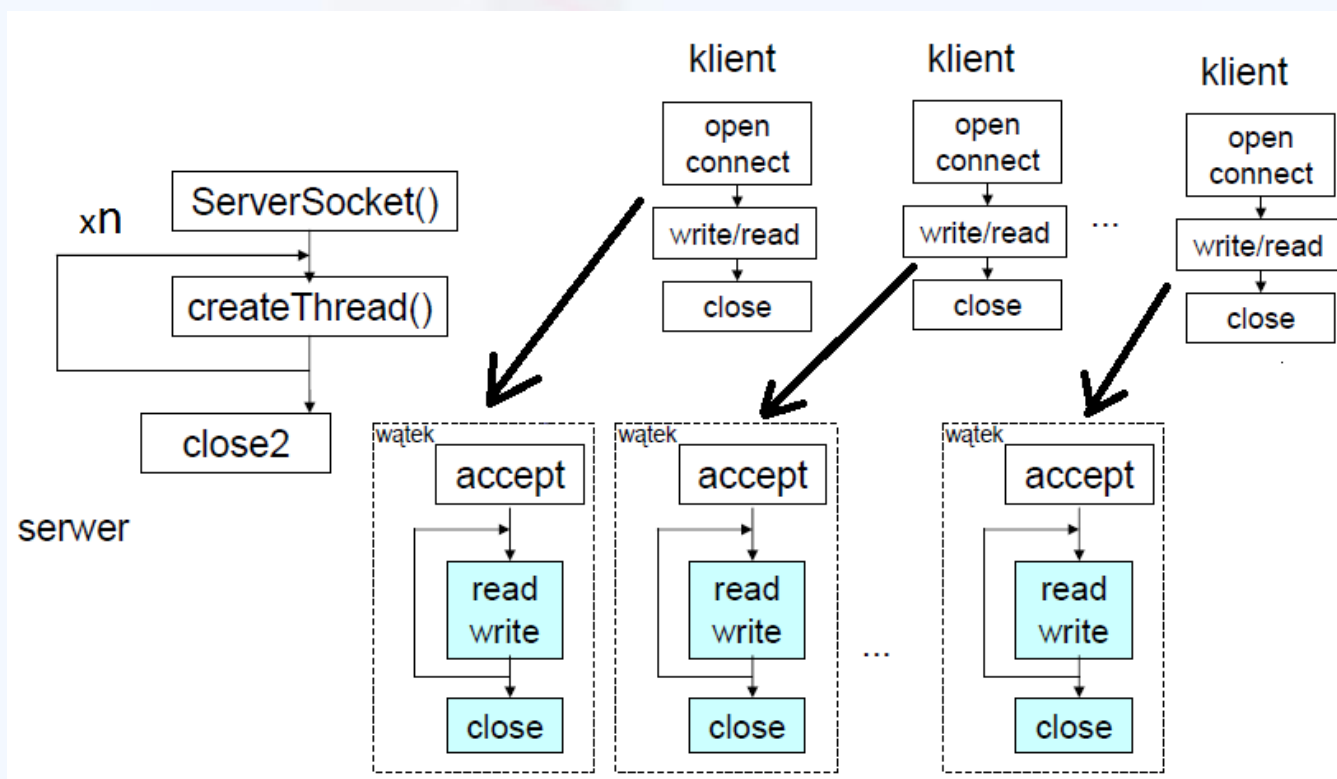 klient
klient
klient
open
connect
open
connect
open
connect
ServerSocket()
xn
write/read
write/read
...
write/read
createThread()
close
close
close
close2
wątek
wątek
wątek
accept
accept
accept
serwer
read
write
read
write
read
write
...
close
close
close